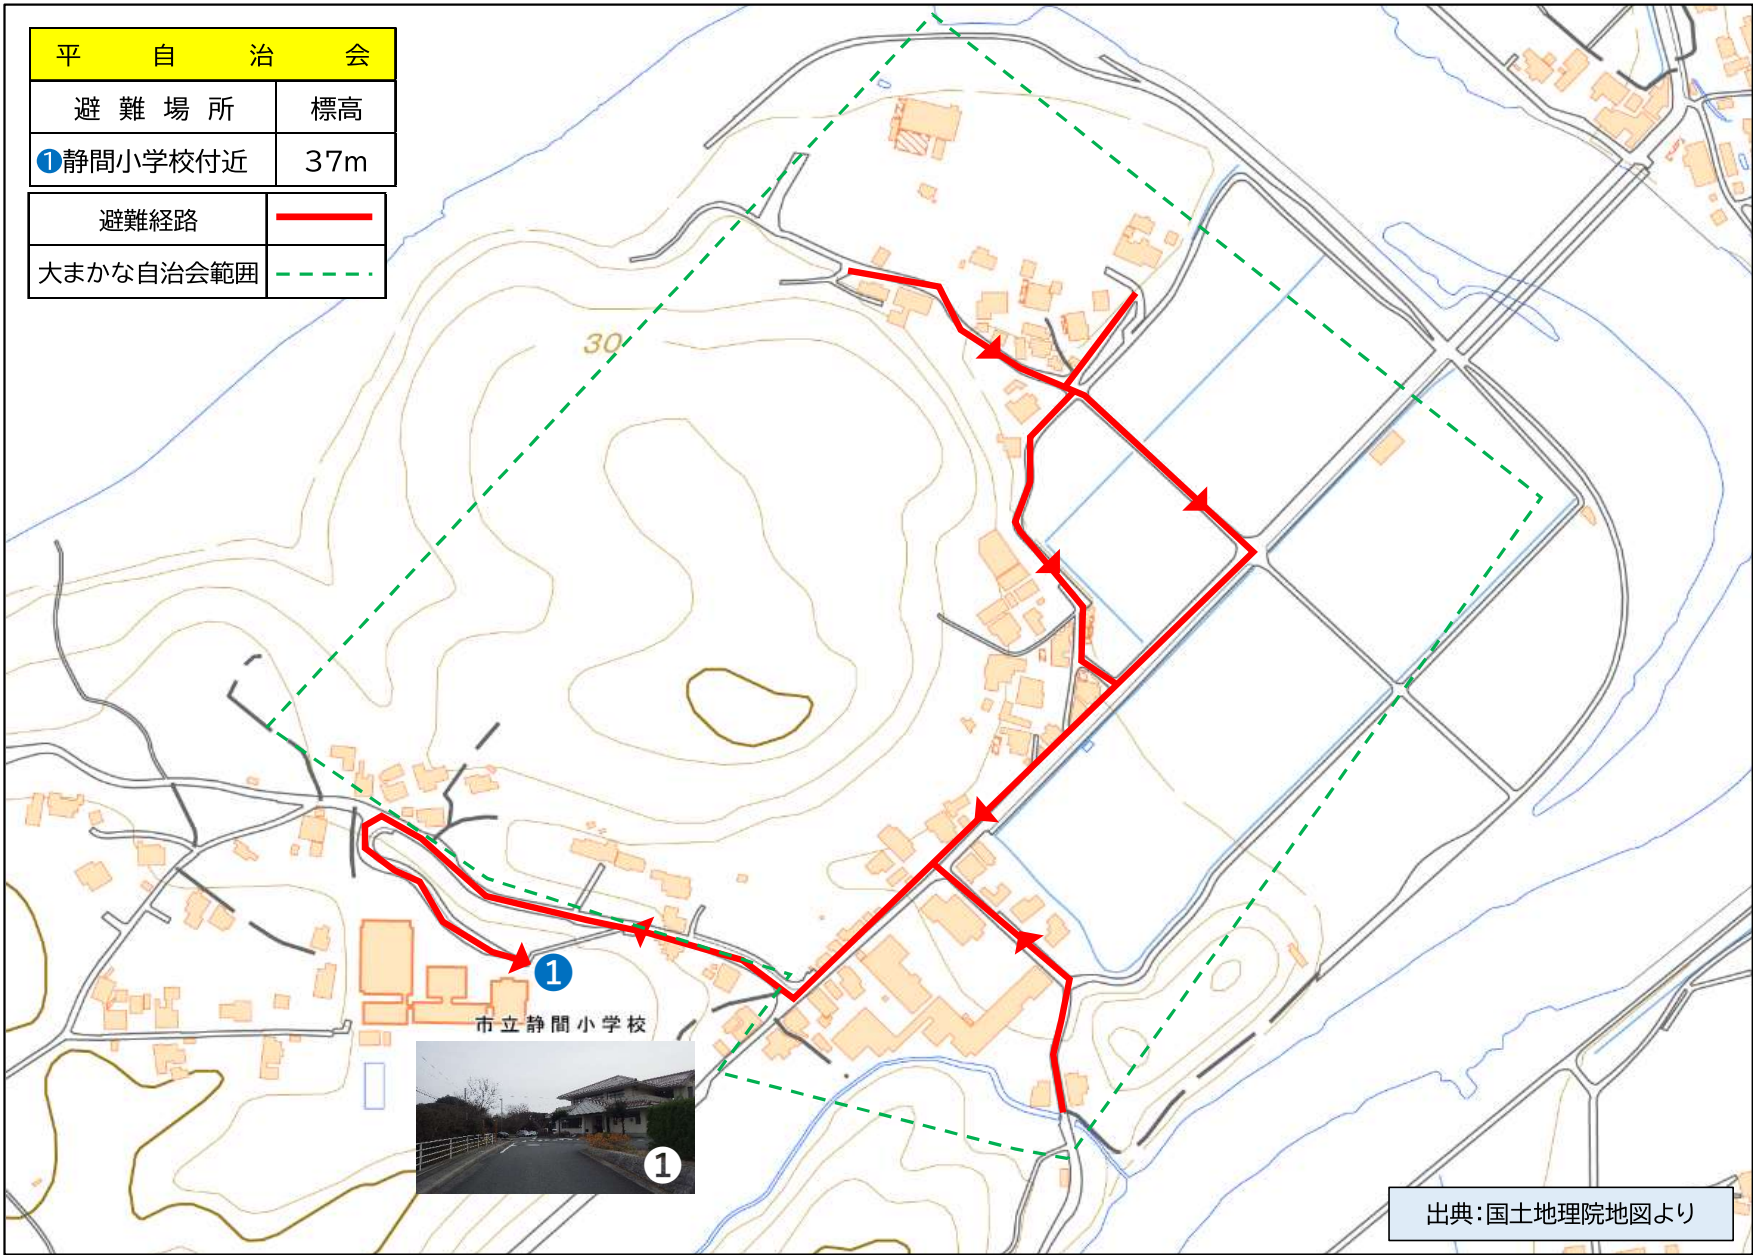 平自治会
避難場所 標高
❶静間小学校付近 37m
避難経路
大まかな自治会範囲
30
❶
市立静間小学校
❶
出典：国土地理院地図より